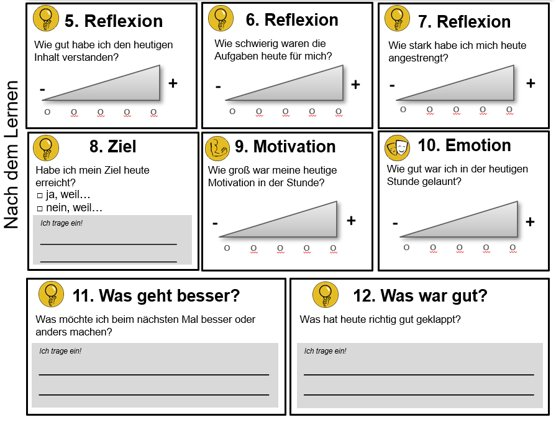 Nach dem Lernen
5. Reflexion
Wie gut habe ich den heutigen
Inhalt verstanden?
- +
O O O O O
6. Reflexion
Wie schwierig waren die
Aufgaben heute für mich?
- +
O O O O O
7. Reflexion
Wie stark habe ich mich heute
angestrengt?
- +
O O O O O
8. Ziel
Habe ich mein Ziel heute
erreicht?
□ ja, weil…
□ nein, weil…
Ich trage ein!
9. Motivation
Wie groß war meine heutige
Motivation in der Stunde?
- +
O O O O O
10. Emotion
Wie gut war ich in der heutigen
Stunde gelaunt?
- +
O O O O O
11. Was geht besser?
Was möchte ich beim nächsten Mal besser oder
anders machen?
Ich trage ein!
12. Was war gut?
Was hat heute richtig gut geklappt?
Ich trage ein!